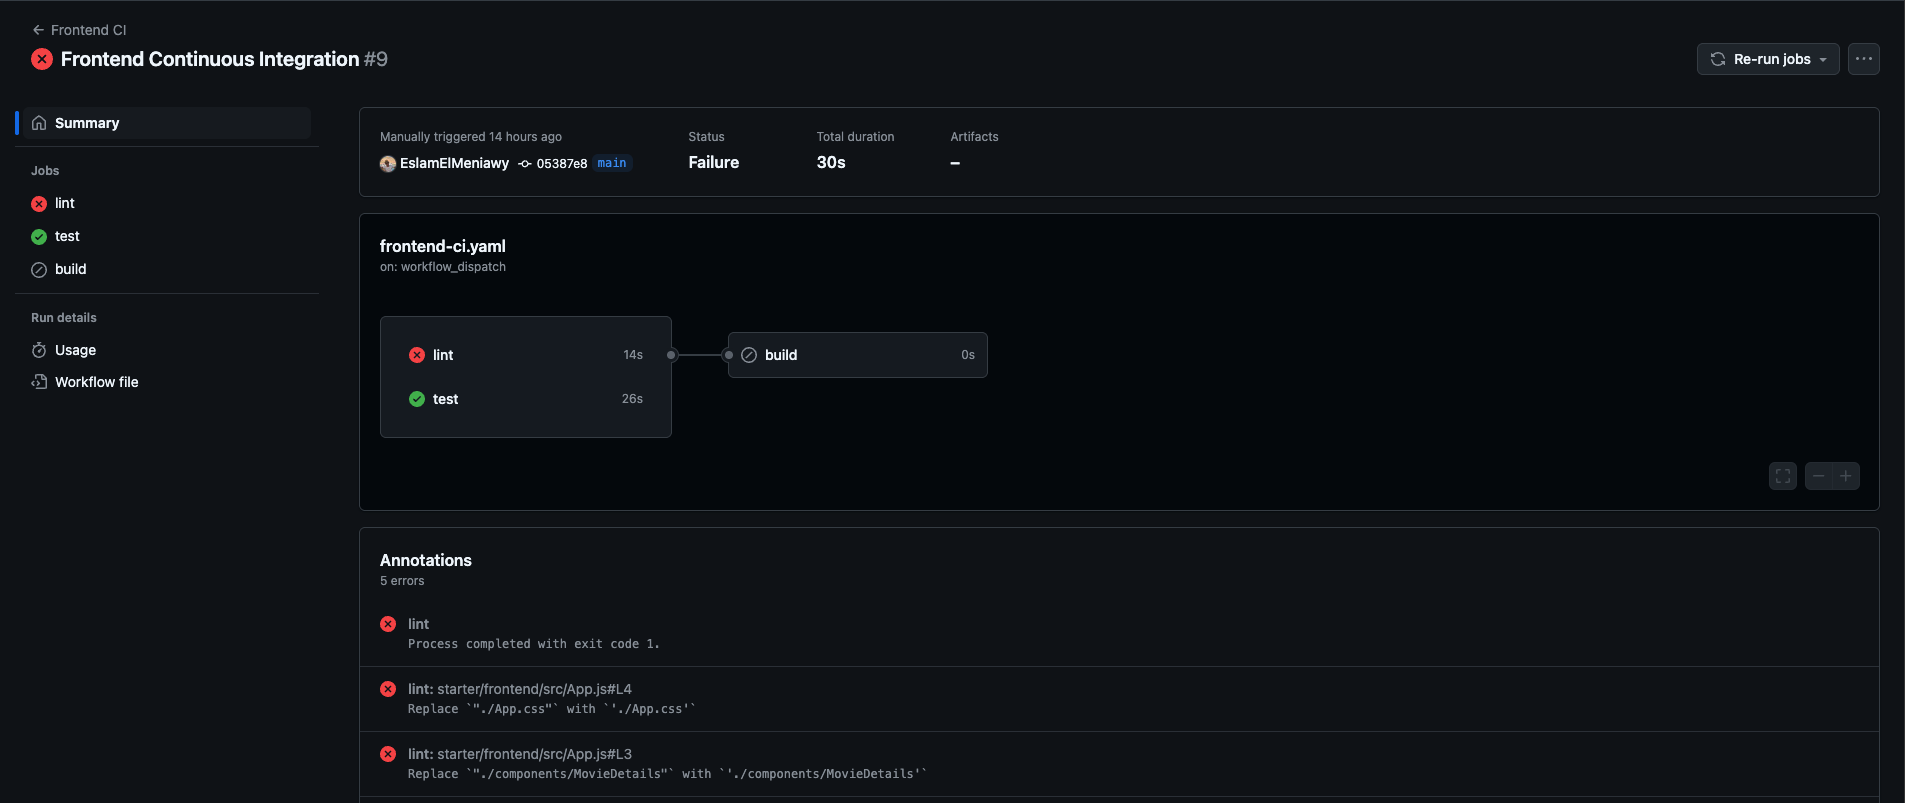 Frontend CI
Frontend Continuous Integration #9
Re-run jobs
Summary
Jobs
lint
test
build
Run details
Usage
Workflow file
Manually triggered 14 hours ago
EslamElMeniawy 05387e8 main
Status
Failure
Total duration
30s
Artifacts
–
frontend-ci.yaml
on: workflow_dispatch
lint 14s
test 26s
build 0s
Annotations
5 errors
lint
Process completed with exit code 1.
lint: starter/frontend/src/App.js#L4
Replace `"./App.css"` with `'./App.css'`
lint: starter/frontend/src/App.js#L3
Replace `"./components/MovieDetails"` with `'./components/MovieDetails'`